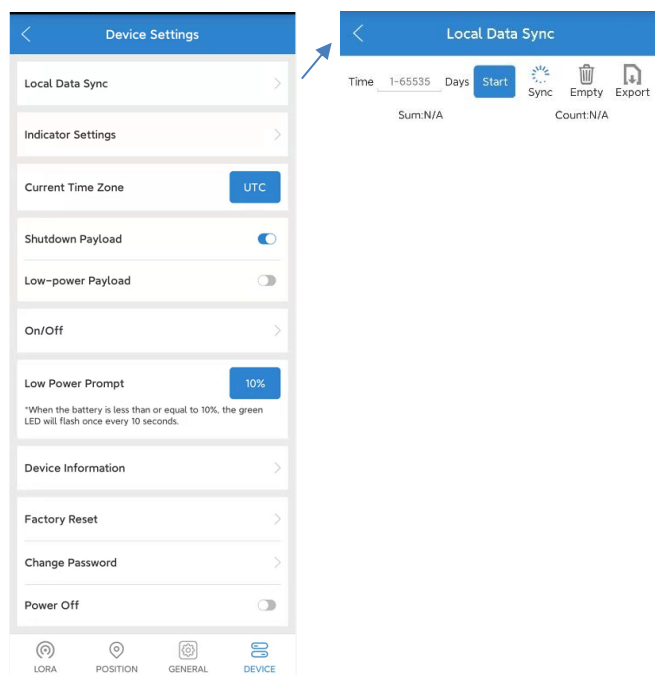 Device Settings
Local Data Sync
Indicator Settings
Current Time Zone UTC
Shutdown Payload
Low-power Payload
On/Off
Low Power Prompt 10%
*When the battery is less than or equal to 10%, the green
LED will flash once every 10 seconds.
Device Information
Factory Reset
Change Password
Power Off
LORA POSITION GENERAL DEVICE
Local Data Sync
Time 1-65535 Days Start Sync Empty Export
Sum:N/A Count:N/A